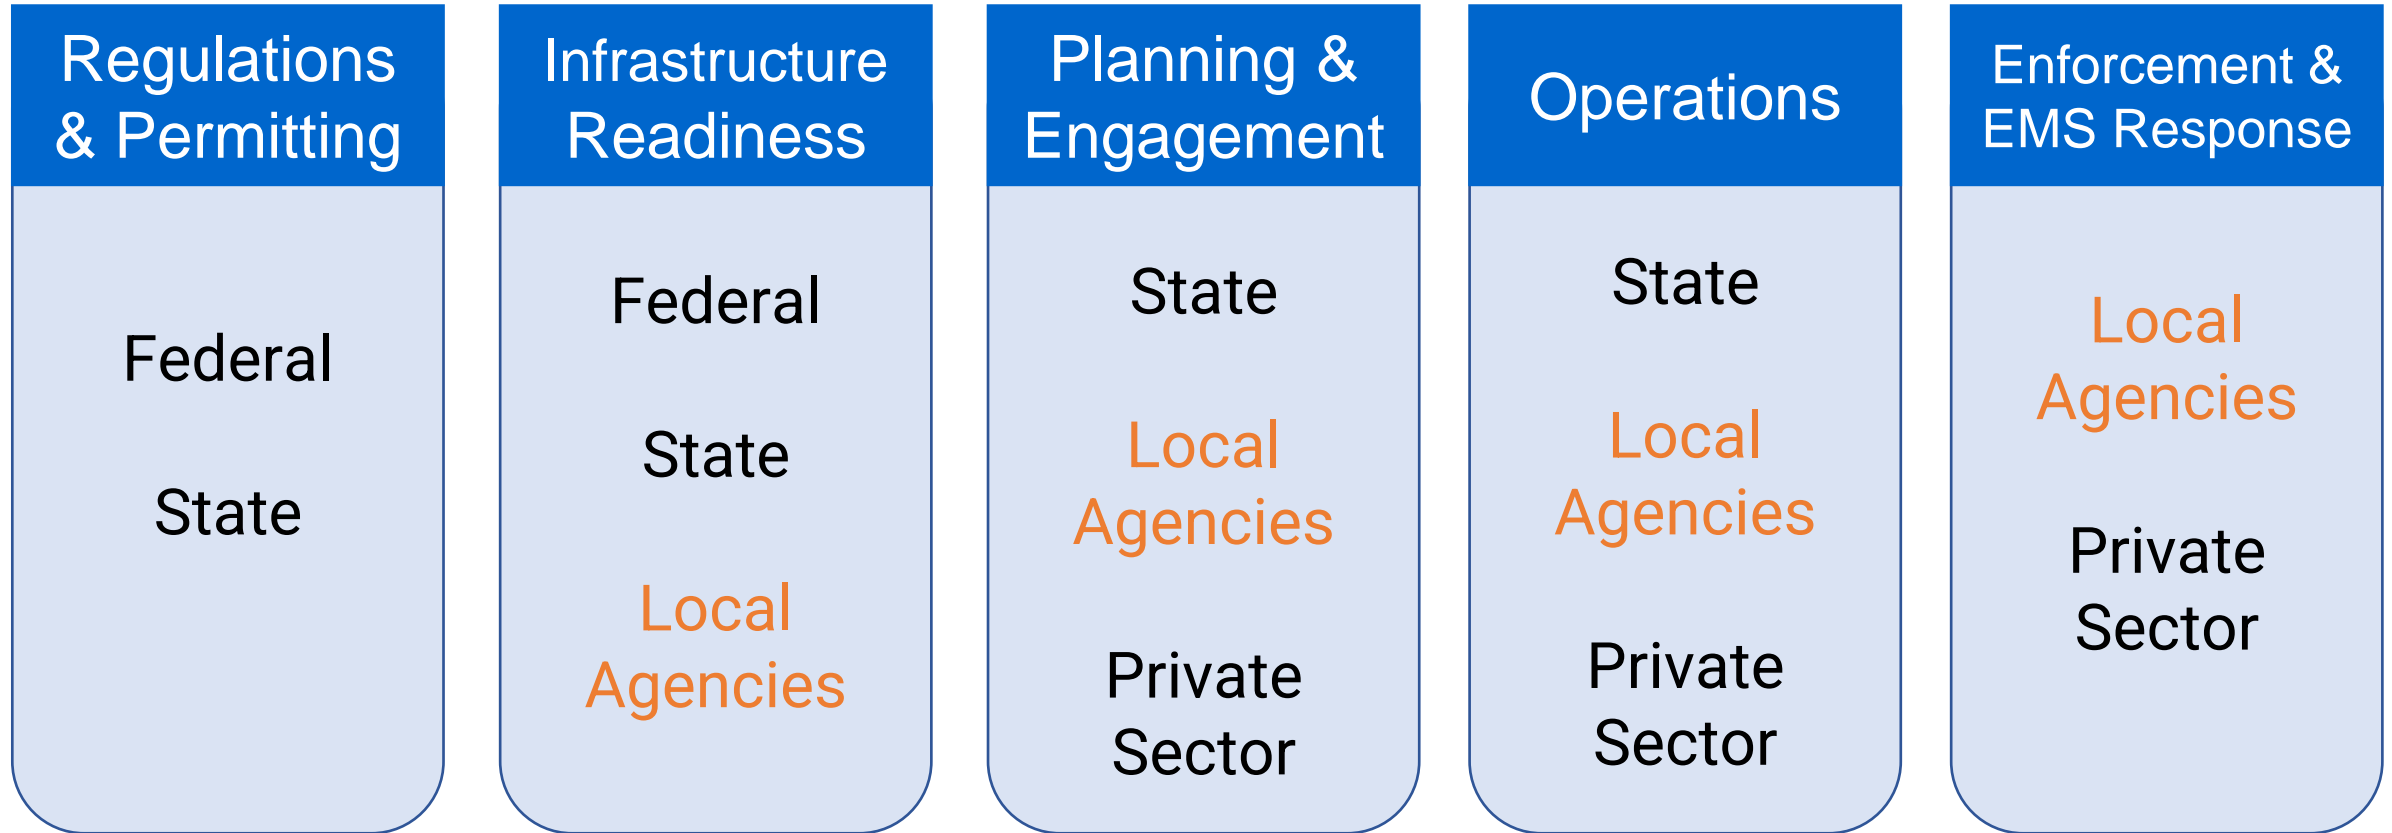 Regulations
& Permitting
Federal
State
Infrastructure
Readiness
Federal
State
Local
Agencies
Planning &
Engagement
State
Local
Agencies
Private
Sector
Operations
State
Local
Agencies
Private
Sector
Enforcement &
EMS Response
Local
Agencies
Private
Sector